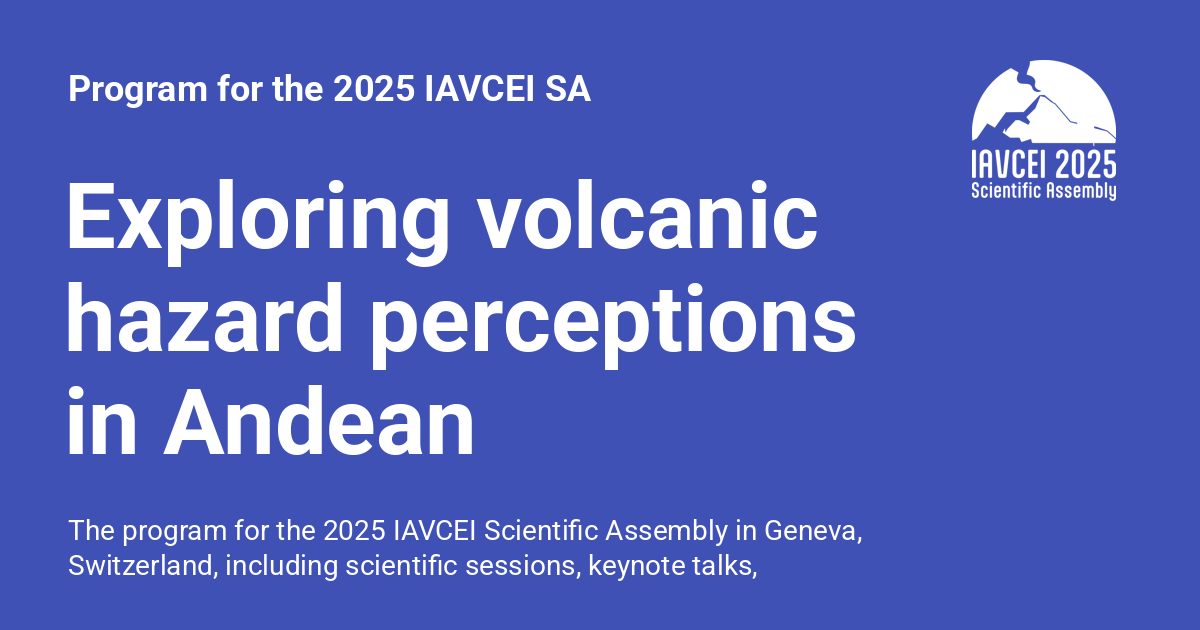 Program for the 2025 IAVCEI SA
IAVCEI 2025
Scientific Assembly
Exploring volcanic
hazard perceptions
in Andean
The program for the 2025 IAVCEI Scientific Assembly in Geneva,
Switzerland, including scientific sessions, keynote talks,